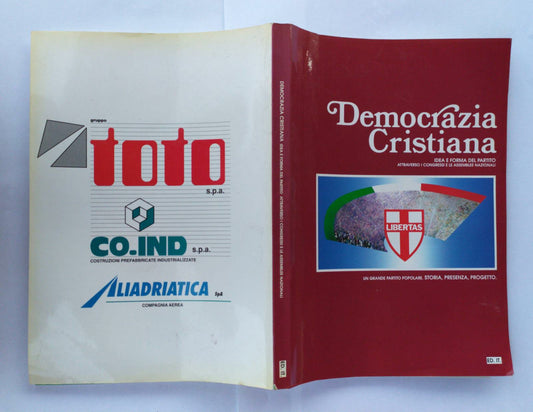 gruppo
toto
s.p.a.
CO.IND s.p.a.
COSTRUZIONI PREFABBRICATE INDUSTRIALIZZATE
ALIADRIATICA SpA
COMPAGNIA AEREA
DEMOCRAZIA CRISTIANA IDEA E FORMA DEL PARTITO ATTRAVERSO I CONGRESSI E LE ASSEMBLEE NAZIONALI
ED. IT.
Democrazia
Cristiana
IDEA E FORMA DEL PARTITO
ATTRAVERSO I CONGRESSI E LE ASSEMBLEE NAZIONALI
LIBERTAS
UN GRANDE PARTITO POPOLARE. STORIA, PRESENZA, PROGETTO.
ED. IT.